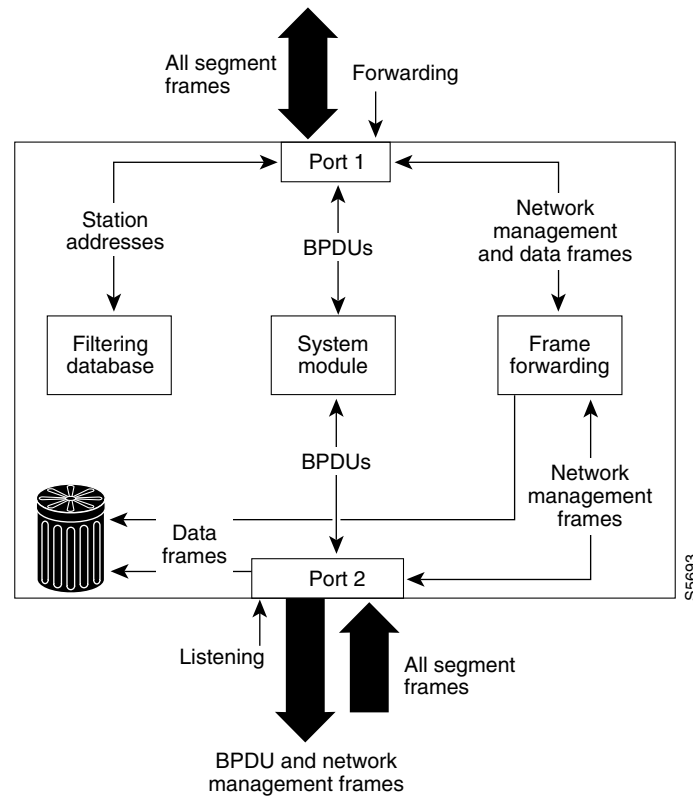 All segment
frames
Forwarding
Port 1
Station
addresses
BPDUs
Network
management
and data frames
Filtering
database
System
module
Frame
forwarding
BPDUs
Network
management
frames
Data
frames
Port 2
Listening
All segment
frames
BPDU and network
management frames
S5693